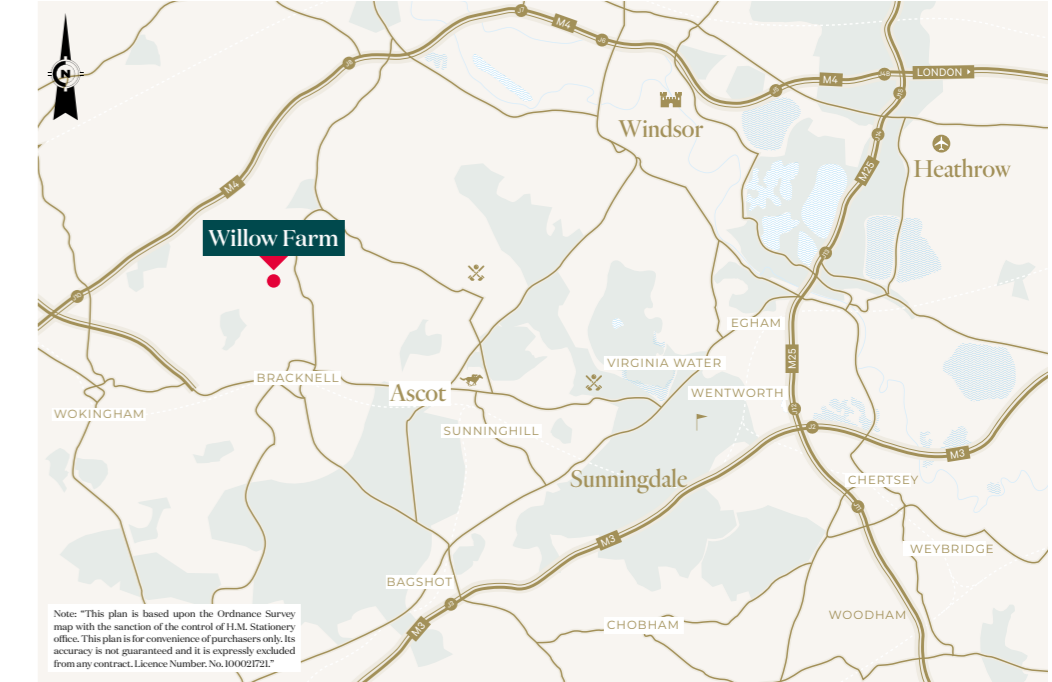 N
J7
M4
J6
LONDON
M4
Windsor
Heathrow
M25
M4
Willow Farm
EGHAM
M25
VIRGINIA WATER
BRACKNELL
Ascot
WENTWORTH
WOKINGHAM
SUNNINGHILL
J2
M3
Sunningdale
CHERTSEY
M3
WEYBRIDGE
BAGSHOT
M3
CHOBHAM
WOODHAM
Note: “This plan is based upon the Ordnance Survey
map with the sanction of the control of H.M. Stationery
office. This plan is for convenience of purchasers only. Its
accuracy is not guaranteed and it is expressly excluded
from any contract. Licence Number. No. 100021721.”